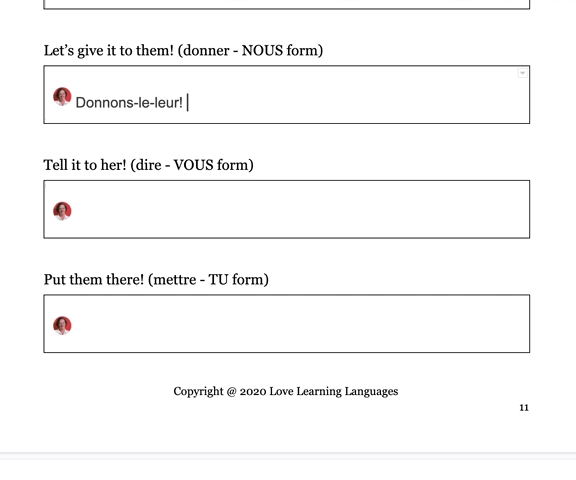 Let’s give it to them! (donner - NOUS form)
Donnons-le-leur!
Tell it to her! (dire - VOUS form)
Put them there! (mettre - TU form)
Copyright @ 2020 Love Learning Languages
11